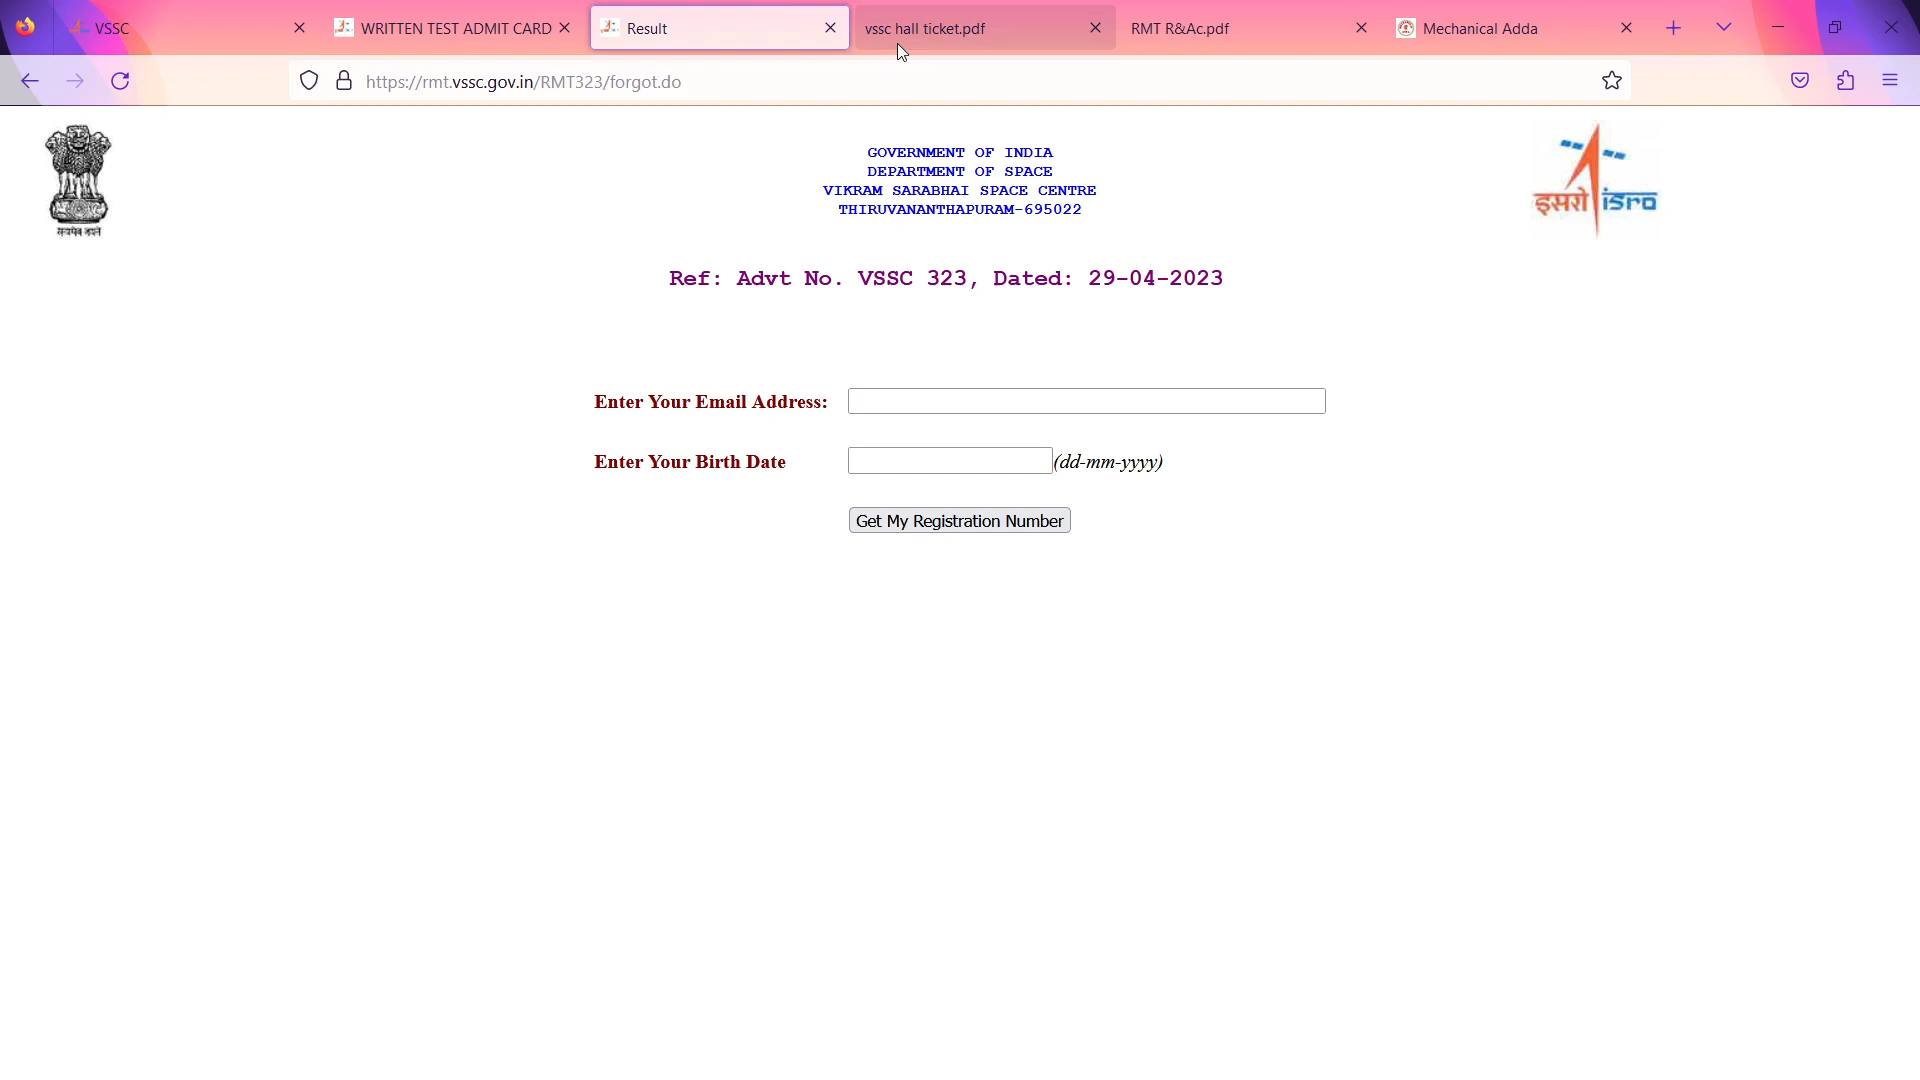 VSSC
WRITTEN TEST ADMIT CARD
Result
vssc hall ticket.pdf
RMT R&Ac.pdf
Mechanical Adda
https://rmt.vssc.gov.in/RMT323/forgot.do
सत्यमेव जयते
GOVERNMENT OF INDIA
DEPARTMENT OF SPACE
VIKRAM SARABHAI SPACE CENTRE
THIRUVANANTHAPURAM-695022
इसरो isro
Ref: Advt No. VSSC 323, Dated: 29-04-2023
Enter Your Email Address:
Enter Your Birth Date (dd-mm-yyyy)
Get My Registration Number